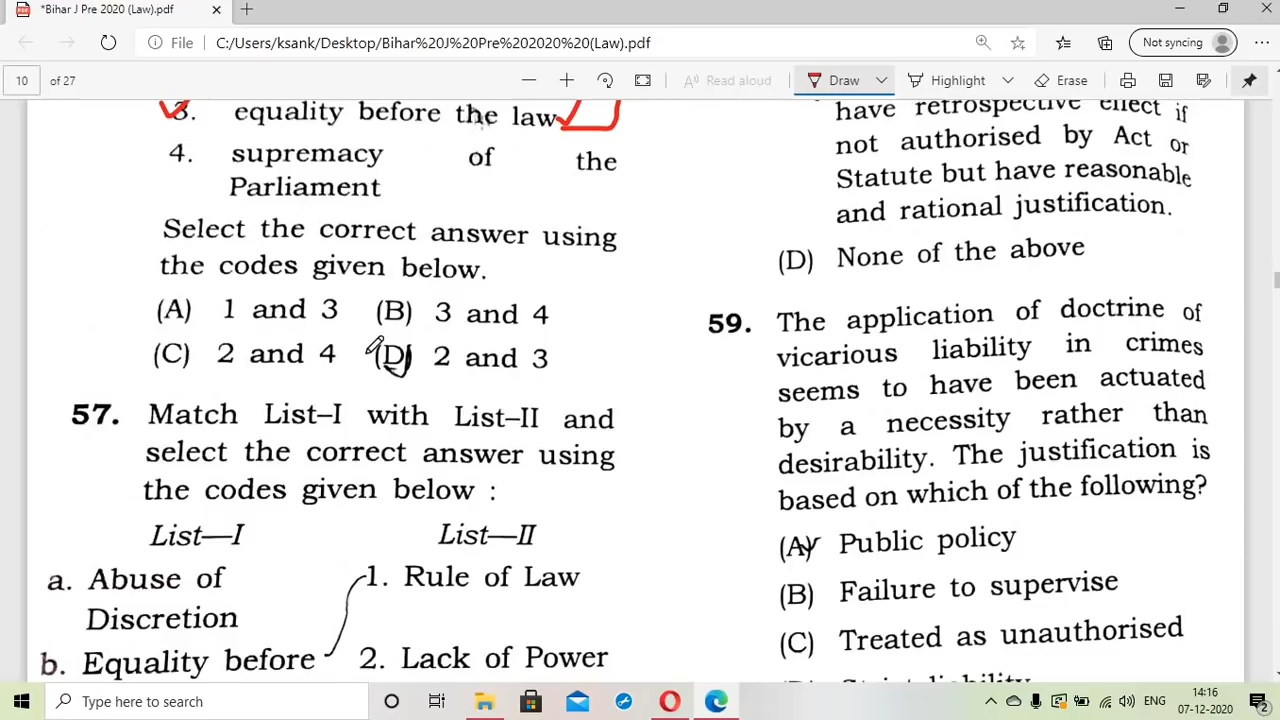 *Bihar J Pre 2020 (Law).pdf
File
C:/Users/ksank/Desktop/Bihar%20J%20Pre%202020%20(Law).pdf
Not syncing
10 of 27
Read aloud
Draw
Highlight
Erase
3. equality before the law
4. supremacy of the
Parliament
Select the correct answer using
the codes given below.
(A) 1 and 3 (B) 3 and 4
(C) 2 and 4 (D) 2 and 3
57. Match List–I with List–II and
select the correct answer using
the codes given below :
List—I List—II
a. Abuse of 1. Rule of Law
Discretion
b. Equality before 2. Lack of Power
have retrospective effect if
not authorised by Act or
Statute but have reasonable
and rational justification.
(D) None of the above
59. The application of doctrine of
vicarious liability in crimes
seems to have been actuated
by a necessity rather than
desirability. The justification is
based on which of the following?
(A) Public policy
(B) Failure to supervise
(C) Treated as unauthorised
Type here to search
ENG
14:16
07-12-2020
2